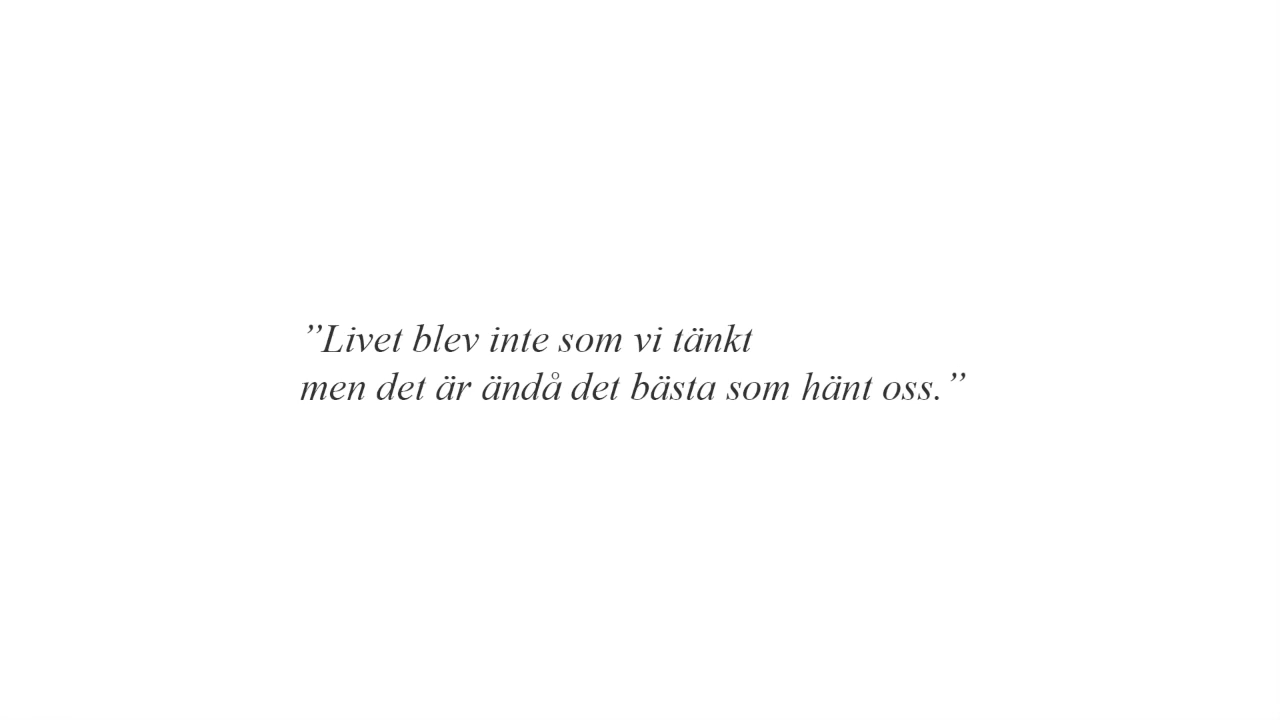 ”Livet blev inte som vi tänkt
men det är ändå det bästa som hänt oss.”